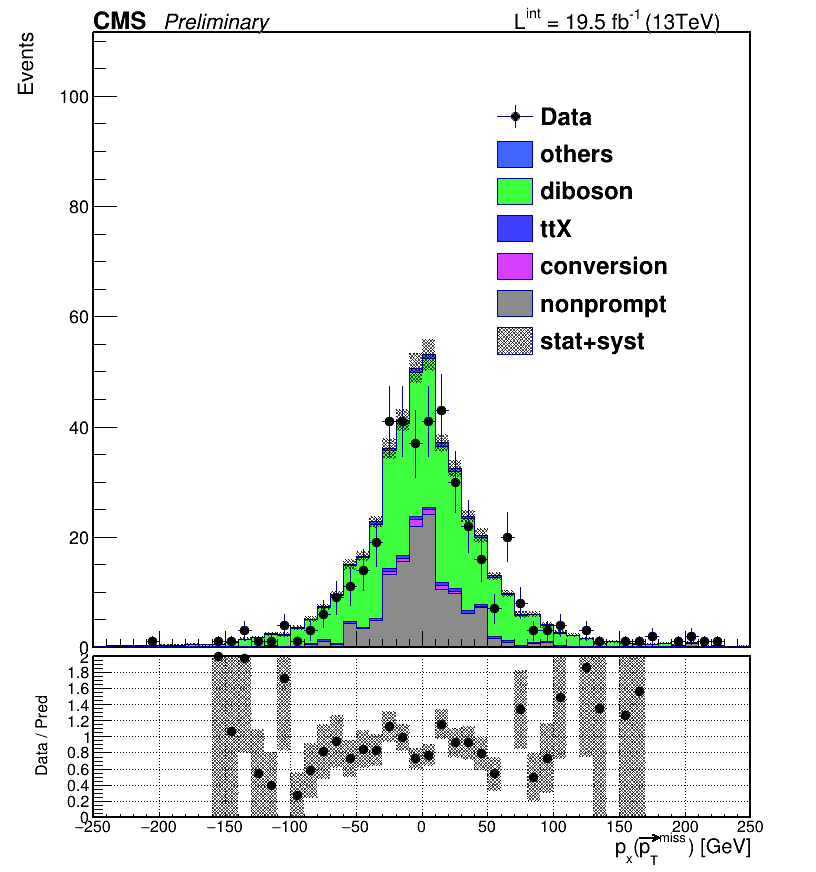 CMS Preliminary L^int = 19.5 fb^-1 (13TeV)
Events
100
80
60
40
20
0
Data
others
diboson
ttX
conversion
nonprompt
stat+syst
Data / Pred
2
1.8
1.6
1.4
1.2
1
0.8
0.6
0.4
0.2
0
−250 −200 −150 −100 −50 0 50 100 150 200 250
p_x(p_T^miss) [GeV]